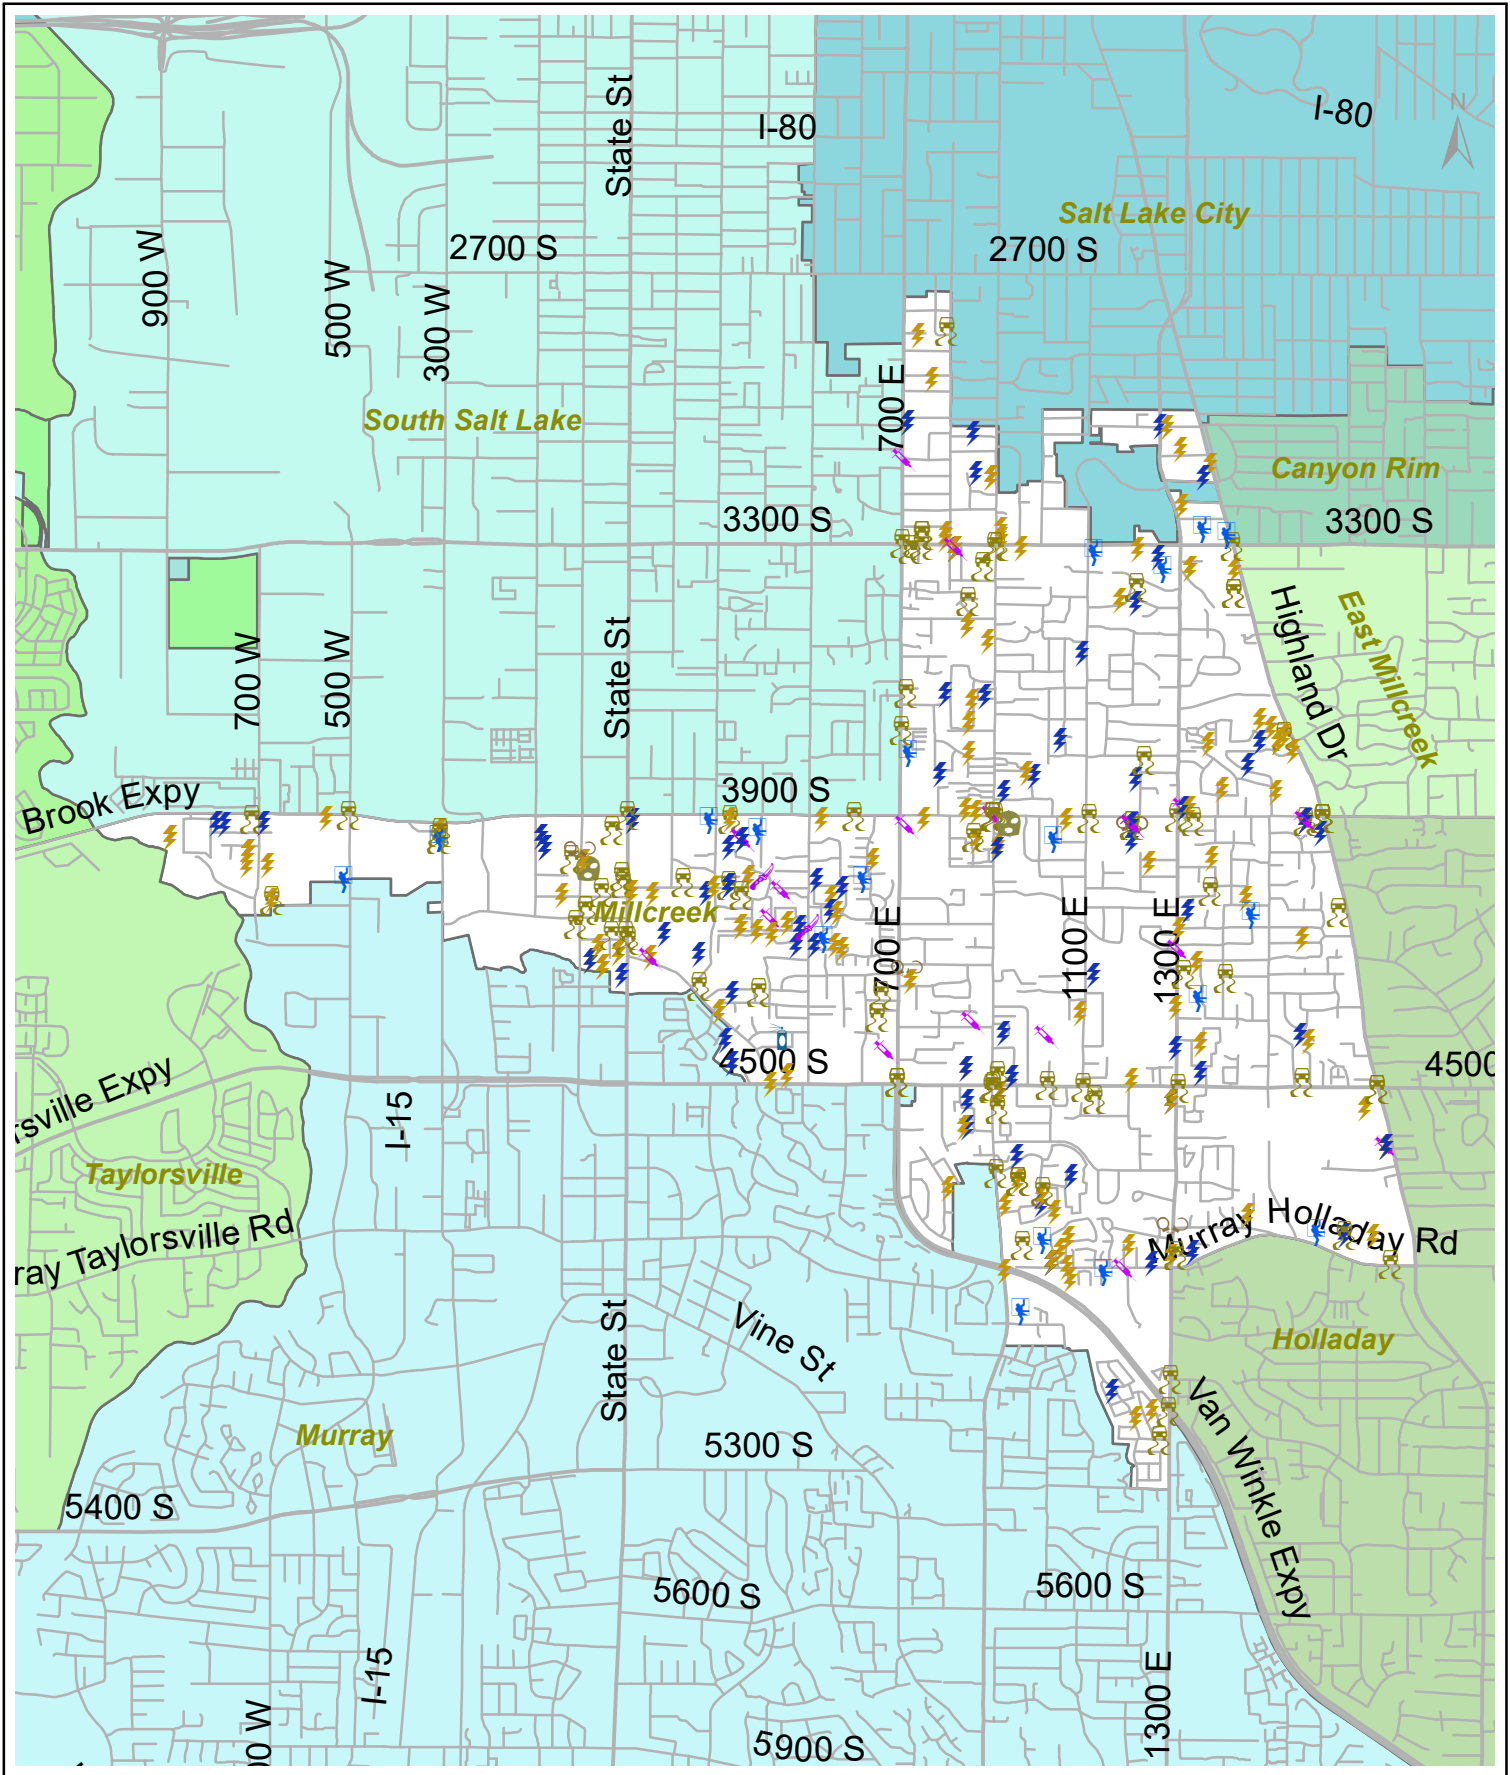 State St
I-80
I-80
N
Salt Lake City
2700 S
2700 S
900 W
500 W
300 W
700 E
South Salt Lake
Canyon Rim
3300 S
3300 S
Highland Dr
East Millcreek
700 W
500 W
State St
Brook Expy
3900 S
Millcreek
700 E
1100 E
1300 E
4500 S
4500
rsville Expy
I-15
Taylorsville
ray Taylorsville Rd
Murray Holladay Rd
State St
Vine St
Holladay
Van Winkle Expy
Murray
5300 S
5400 S
5600 S
5600 S
I-15
1300 E
00 W
5900 S